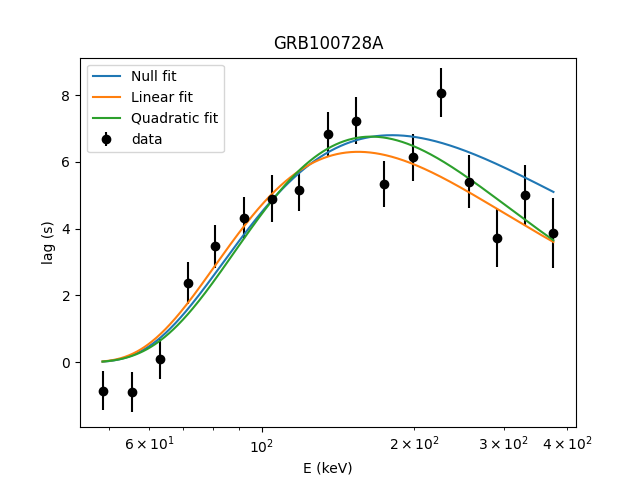 GRB100728A
Null fit
Linear fit
Quadratic fit
data
lag (s)
8
6
4
2
0
6 × 10¹
10²
2 × 10²
3 × 10²
4 × 10²
E (keV)